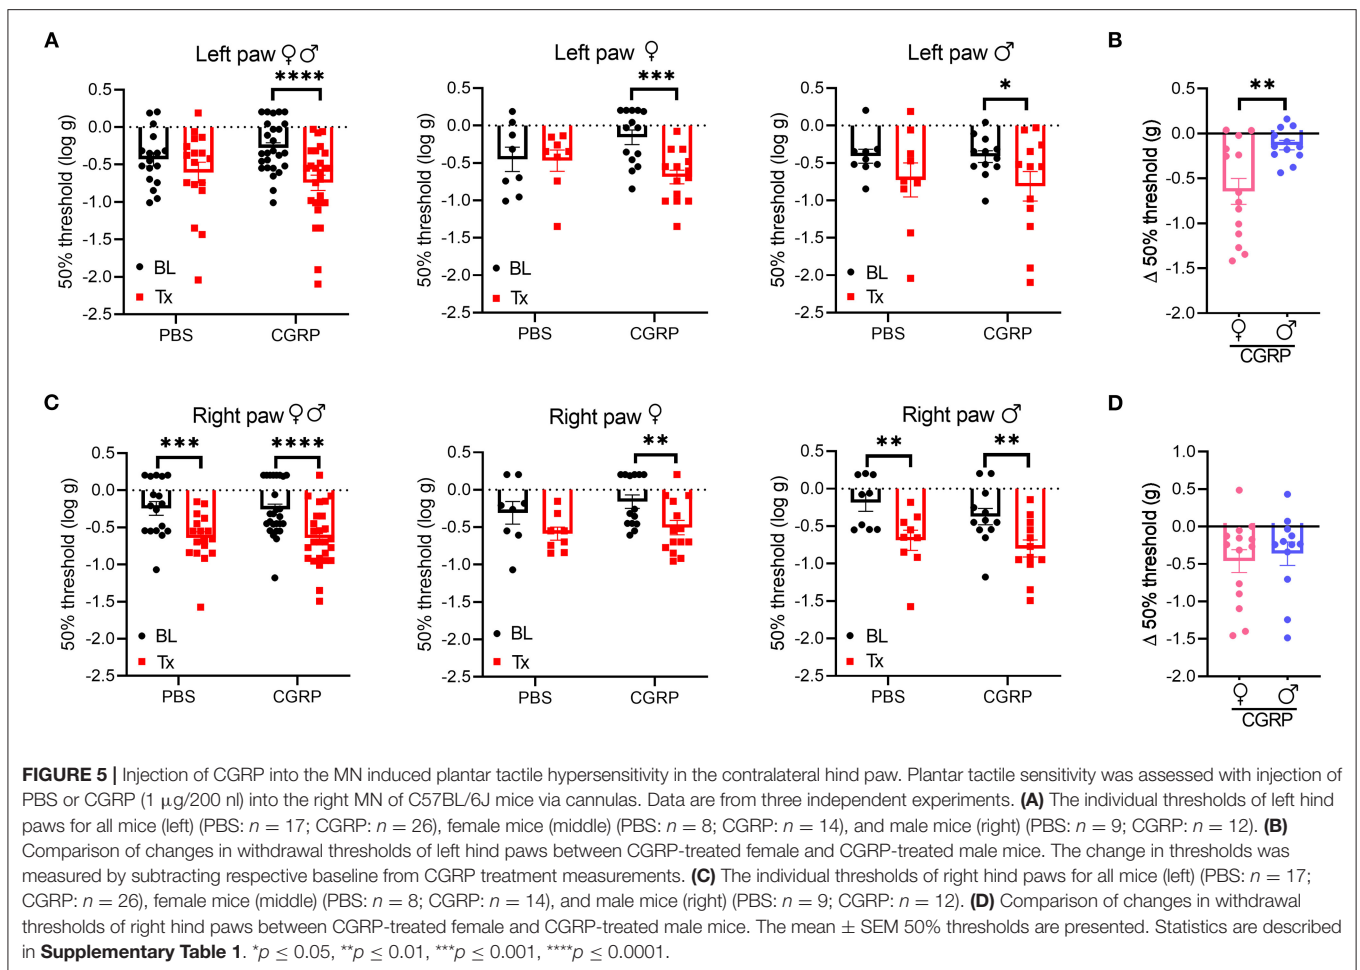 A
Left paw ♀♂
Left paw ♀
Left paw ♂
B
****
***
*
**
50% threshold (log g)
0.5
0.0
-0.5
-1.0
-1.5
-2.0
-2.5
BL
Tx
PBS
CGRP
50% threshold (log g)
0.5
0.0
-0.5
-1.0
-1.5
-2.0
-2.5
BL
Tx
PBS
CGRP
50% threshold (log g)
0.5
0.0
-0.5
-1.0
-1.5
-2.0
-2.5
BL
Tx
PBS
CGRP
Δ 50% threshold (g)
0.5
0.0
-0.5
-1.0
-1.5
-2.0
♀ ♂
CGRP
C
Right paw ♀♂
Right paw ♀
Right paw ♂
D
***
****
**
**
**
50% threshold (log g)
0.5
0.0
-0.5
-1.0
-1.5
-2.0
-2.5
BL
Tx
PBS
CGRP
50% threshold (log g)
0.5
0.0
-0.5
-1.0
-1.5
-2.0
-2.5
BL
Tx
PBS
CGRP
50% threshold (log g)
0.5
0.0
-0.5
-1.0
-1.5
-2.0
-2.5
BL
Tx
PBS
CGRP
Δ 50% threshold (g)
1.0
0.5
0.0
-0.5
-1.0
-1.5
-2.0
♀ ♂
CGRP
FIGURE 5 | Injection of CGRP into the MN induced plantar tactile hypersensitivity in the contralateral hind paw. Plantar tactile sensitivity was assessed with injection of
PBS or CGRP (1 μg/200 nl) into the right MN of C57BL/6J mice via cannulas. Data are from three independent experiments. (A) The individual thresholds of left hind
paws for all mice (left) (PBS: n = 17; CGRP: n = 26), female mice (middle) (PBS: n = 8; CGRP: n = 14), and male mice (right) (PBS: n = 9; CGRP: n = 12). (B)
Comparison of changes in withdrawal thresholds of left hind paws between CGRP-treated female and CGRP-treated male mice. The change in thresholds was
measured by subtracting respective baseline from CGRP treatment measurements. (C) The individual thresholds of right hind paws for all mice (left) (PBS: n = 17;
CGRP: n = 26), female mice (middle) (PBS: n = 8; CGRP: n = 14), and male mice (right) (PBS: n = 9; CGRP: n = 12). (D) Comparison of changes in withdrawal
thresholds of right hind paws between CGRP-treated female and CGRP-treated male mice. The mean ± SEM 50% thresholds are presented. Statistics are described
in Supplementary Table 1. *p ≤ 0.05, **p ≤ 0.01, ***p ≤ 0.001, ****p ≤ 0.0001.